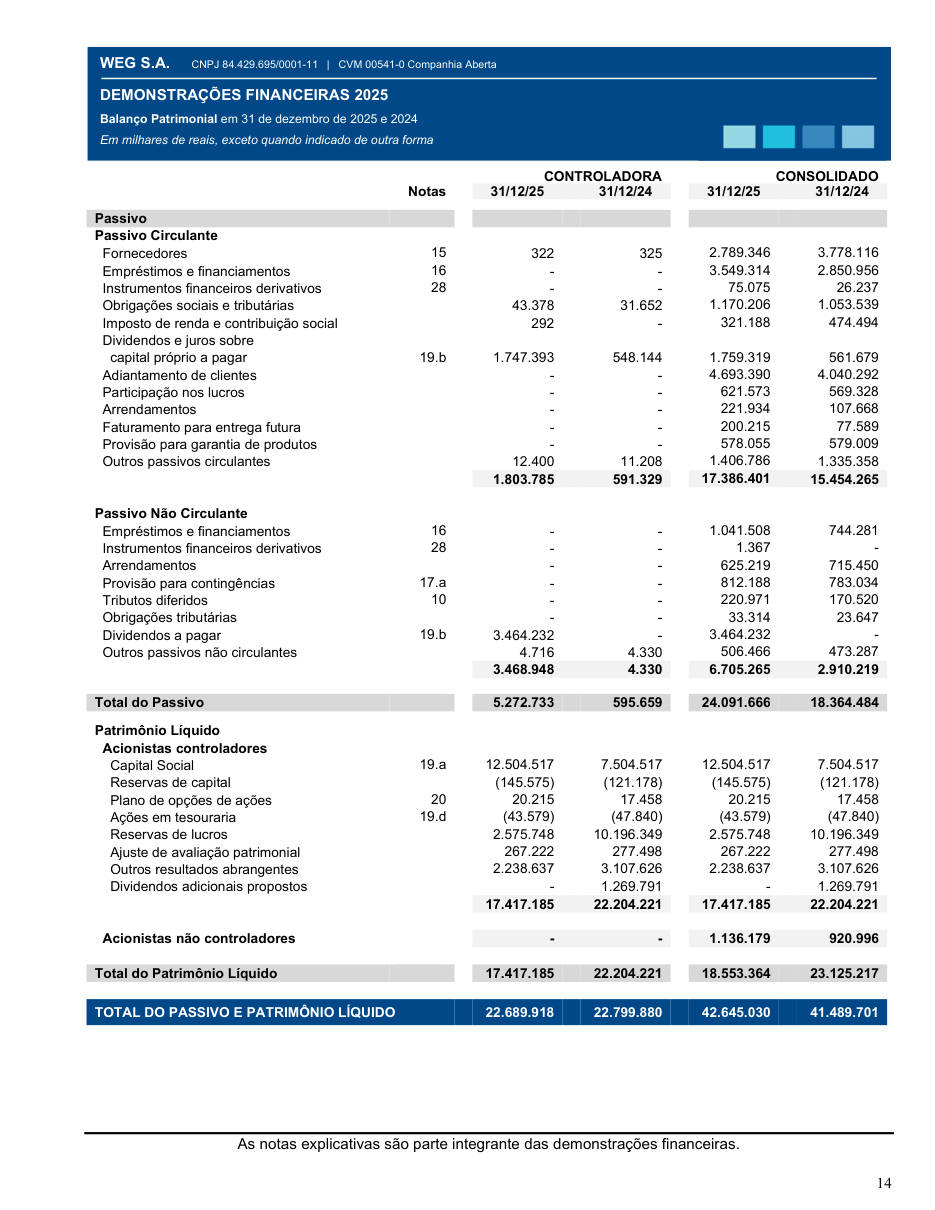 WEG S.A. CNPJ 84.429.695/0001-11 | CVM 00541-0 Companhia Aberta
DEMONSTRAÇÕES FINANCEIRAS 2025
Balanço Patrimonial em 31 de dezembro de 2025 e 2024
Em milhares de reais, exceto quando indicado de outra forma
CONTROLADORA CONSOLIDADO
Notas 31/12/25 31/12/24 31/12/25 31/12/24
Passivo
Passivo Circulante
Fornecedores 15 322 325 2.789.346 3.778.116
Empréstimos e financiamentos 16 - - 3.549.314 2.850.956
Instrumentos financeiros derivativos 28 - - 75.075 26.237
Obrigações sociais e tributárias 43.378 31.652 1.170.206 1.053.539
Imposto de renda e contribuição social 292 - 321.188 474.494
Dividendos e juros sobre
capital próprio a pagar 19.b 1.747.393 548.144 1.759.319 561.679
Adiantamento de clientes - - 4.693.390 4.040.292
Participação nos lucros - - 621.573 569.328
Arrendamentos - - 221.934 107.668
Faturamento para entrega futura - - 200.215 77.589
Provisão para garantia de produtos - - 578.055 579.009
Outros passivos circulantes 12.400 11.208 1.406.786 1.335.358
1.803.785 591.329 17.386.401 15.454.265
Passivo Não Circulante
Empréstimos e financiamentos 16 - - 1.041.508 744.281
Instrumentos financeiros derivativos 28 - - 1.367 -
Arrendamentos - - 625.219 715.450
Provisão para contingências 17.a - - 812.188 783.034
Tributos diferidos 10 - - 220.971 170.520
Obrigações tributárias - - 33.314 23.647
Dividendos a pagar 19.b 3.464.232 - 3.464.232 -
Outros passivos não circulantes 4.716 4.330 506.466 473.287
3.468.948 4.330 6.705.265 2.910.219
Total do Passivo 5.272.733 595.659 24.091.666 18.364.484
Patrimônio Líquido
Acionistas controladores
Capital Social 19.a 12.504.517 7.504.517 12.504.517 7.504.517
Reservas de capital (145.575) (121.178) (145.575) (121.178)
Plano de opções de ações 20 20.215 17.458 20.215 17.458
Ações em tesouraria 19.d (43.579) (47.840) (43.579) (47.840)
Reservas de lucros 2.575.748 10.196.349 2.575.748 10.196.349
Ajuste de avaliação patrimonial 267.222 277.498 267.222 277.498
Outros resultados abrangentes 2.238.637 3.107.626 2.238.637 3.107.626
Dividendos adicionais propostos - 1.269.791 - 1.269.791
17.417.185 22.204.221 17.417.185 22.204.221
Acionistas não controladores - - 1.136.179 920.996
Total do Patrimônio Líquido 17.417.185 22.204.221 18.553.364 23.125.217
TOTAL DO PASSIVO E PATRIMÔNIO LÍQUIDO 22.689.918 22.799.880 42.645.030 41.489.701
As notas explicativas são parte integrante das demonstrações financeiras.
14